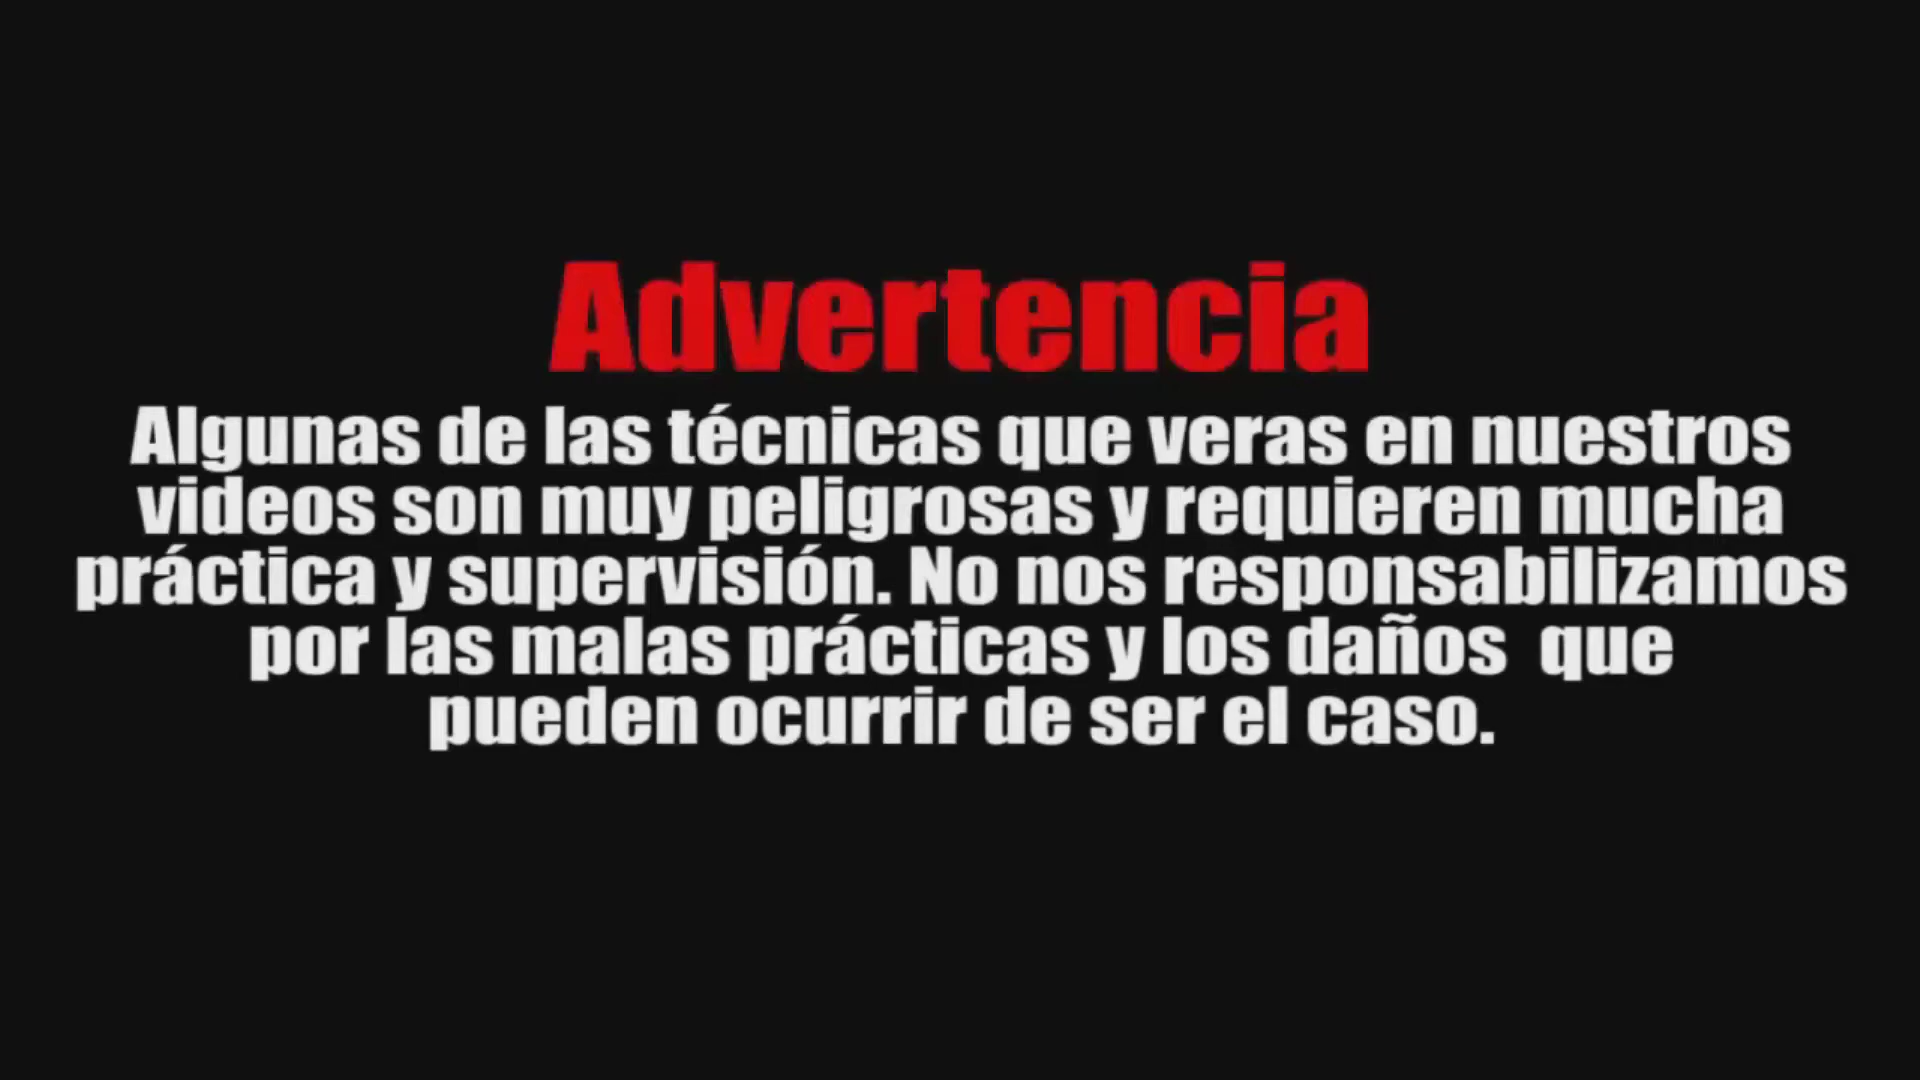 Advertencia
Algunas de las técnicas que veras en nuestros
videos son muy peligrosas y requieren mucha
práctica y supervisión. No nos responsabilizamos
por las malas prácticas y los daños  que
pueden ocurrir de ser el caso.